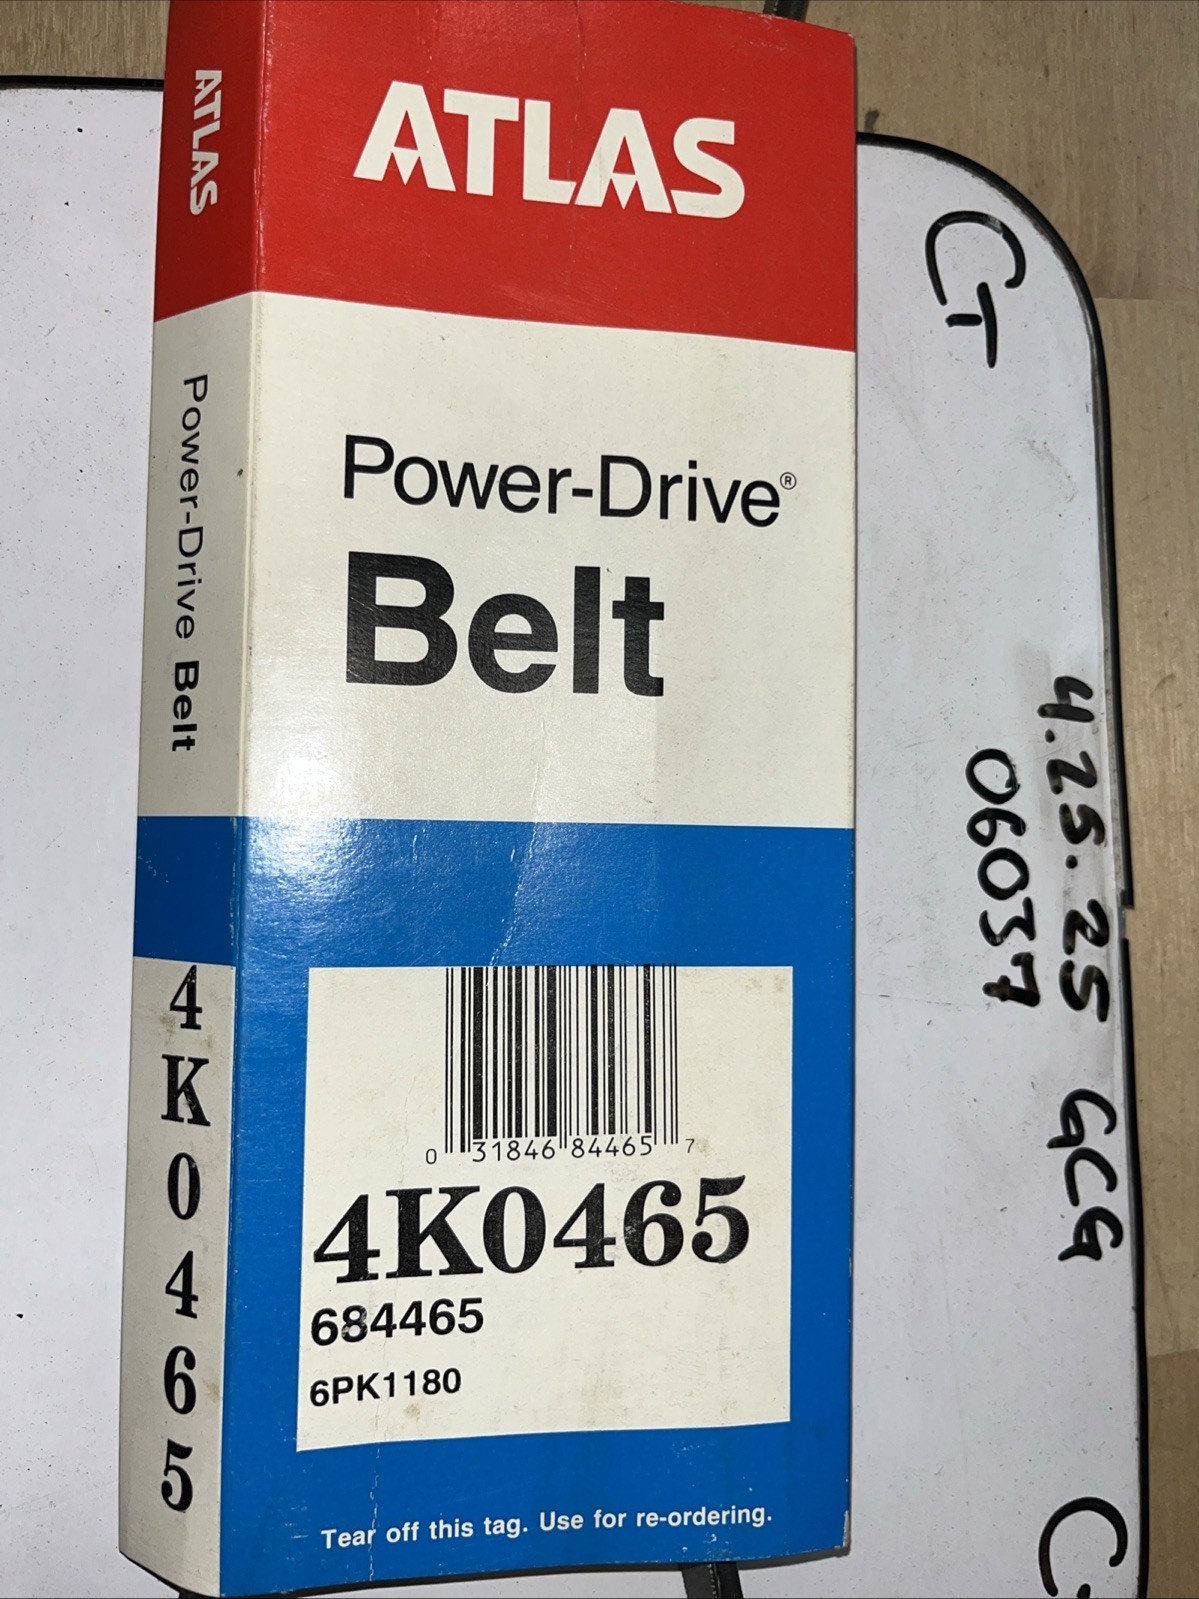 ATLAS
Power-Drive Belt
4K0465
ATLAS
Power-Drive®
Belt
0 31846 84465 7
4K0465
684465
6PK1180
Tear off this tag. Use for re-ordering.
CT
4.25.25 GCG
06037